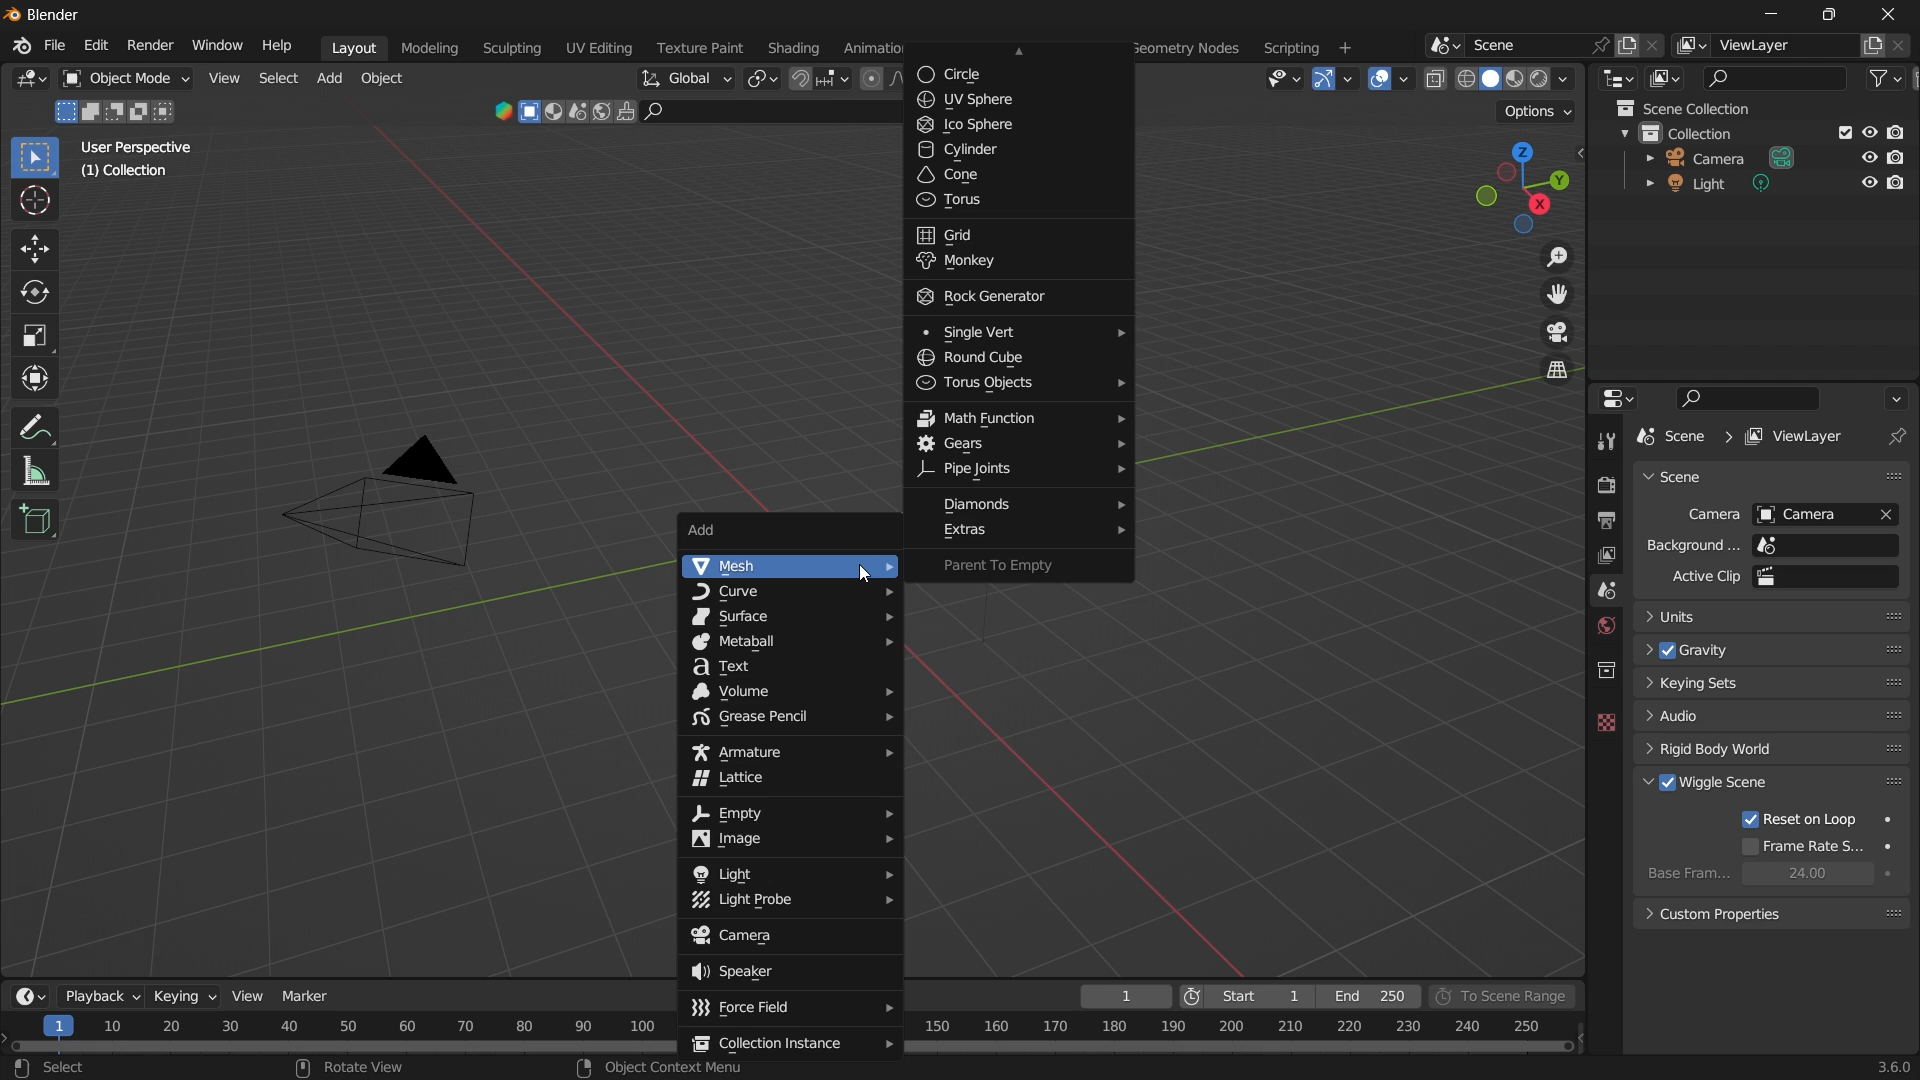 Blender
File Edit Render Window Help Layout Modeling Sculpting UV Editing Texture Paint Shading Animation Geometry Nodes Scripting + Scene ViewLayer
Object Mode View Select Add Object Global
Options
User Perspective
(1) Collection
Circle
UV Sphere
Ico Sphere
Cylinder
Cone
Torus
Grid
Monkey
Rock Generator
Single Vert
Round Cube
Torus Objects
Math Function
Gears
Pipe Joints
Diamonds
Extras
Parent To Empty
Z
Y
X
Add
Mesh
Curve
Surface
Metaball
Text
Volume
Grease Pencil
Armature
Lattice
Empty
Image
Light
Light Probe
Camera
Speaker
Force Field
Collection Instance
Scene Collection
Collection
Camera
Light
Scene > ViewLayer
Scene
Camera Camera
Background ...
Active Clip
Units
Gravity
Keying Sets
Audio
Rigid Body World
Wiggle Scene
Reset on Loop
Frame Rate S...
Base Fram... 24.00
Custom Properties
Playback Keying View Marker 1 Start 1 End 250 To Scene Range
1 10 20 30 40 50 60 70 80 90 100 150 160 170 180 190 200 210 220 230 240 250
Select Rotate View Object Context Menu 3.6.0